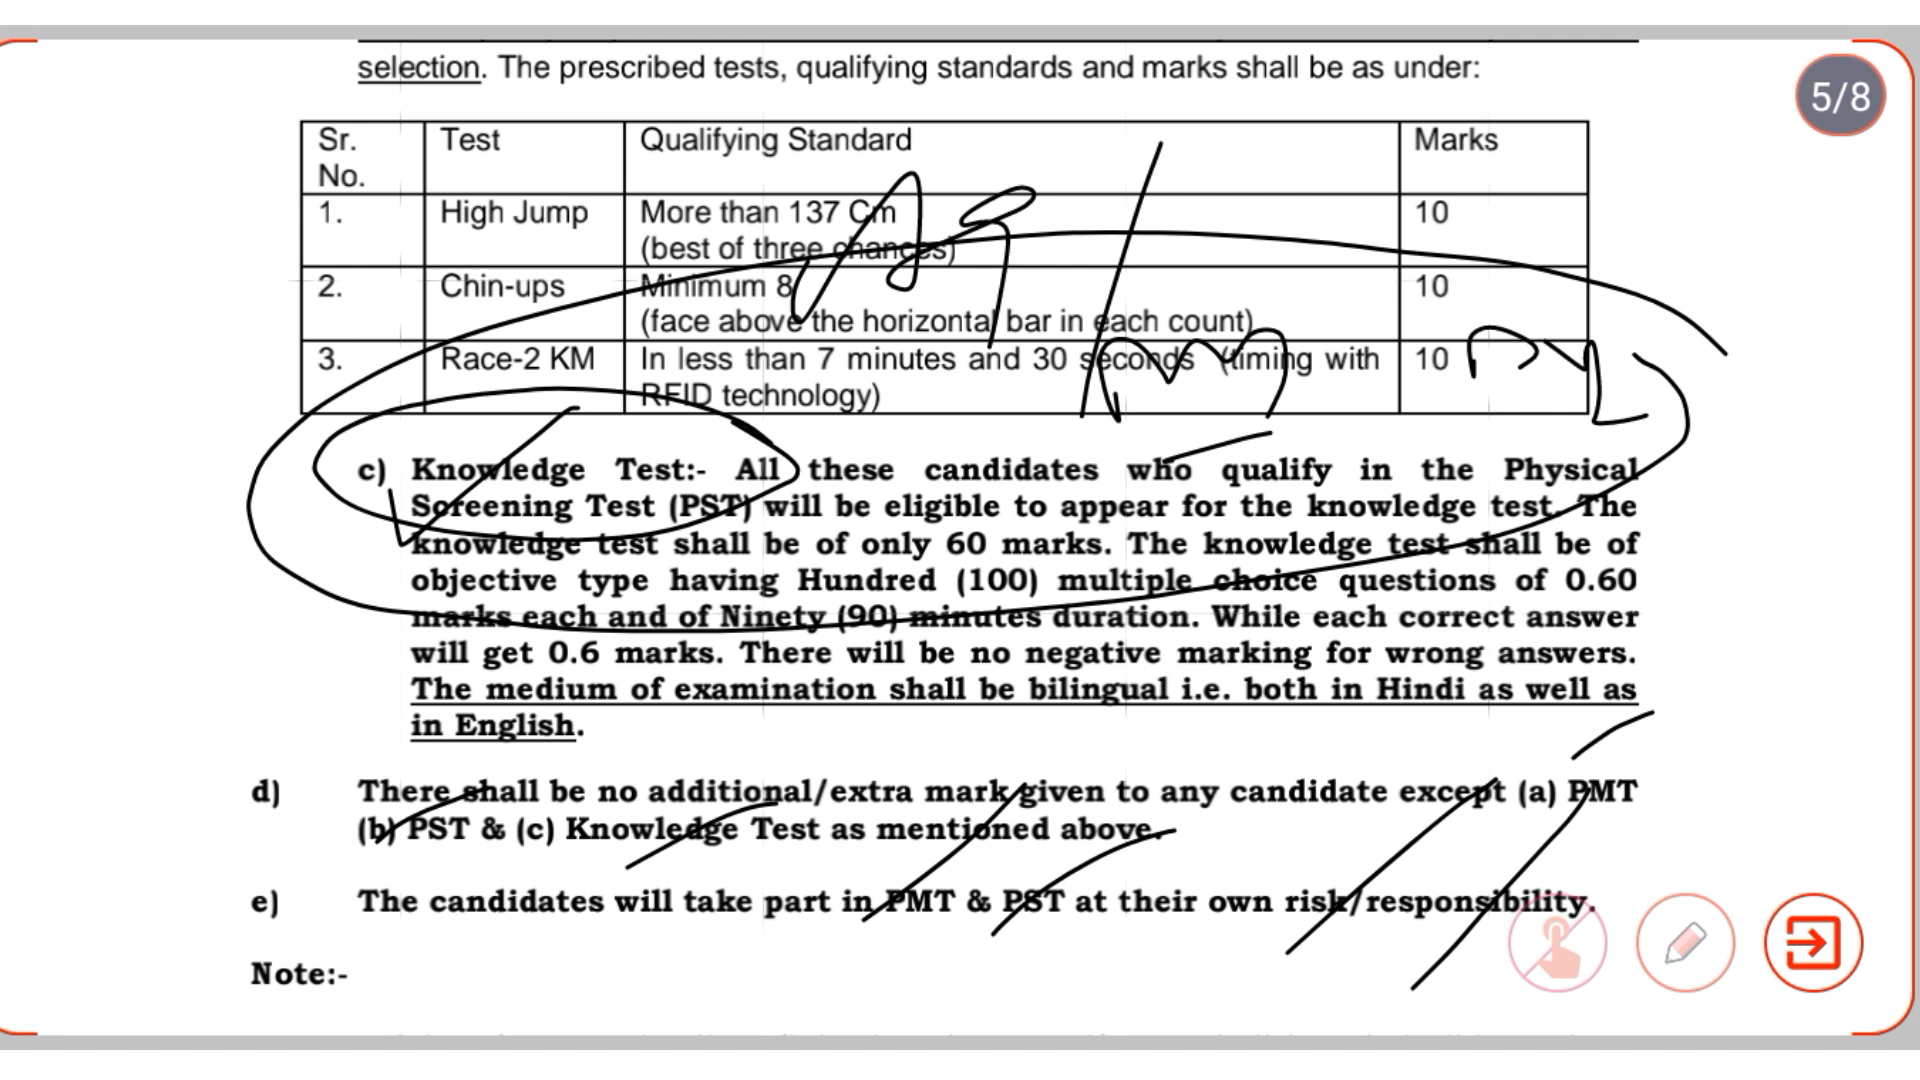 selection. The prescribed tests, qualifying standards and marks shall be as under:
5/8
Sr. No. Test Qualifying Standard Marks
1. High Jump More than 137 Cm 10
(best of three chances)
2. Chin-ups Minimum 8 10
(face above the horizontal bar in each count)
3. Race-2 KM In less than 7 minutes and 30 seconds (timing with 10
RFID technology)
c) Knowledge Test:- All these candidates who qualify in the Physical
Screening Test (PST) will be eligible to appear for the knowledge test. The
knowledge test shall be of only 60 marks. The knowledge test shall be of
objective type having Hundred (100) multiple choice questions of 0.60
marks each and of Ninety (90) minutes duration. While each correct answer
will get 0.6 marks. There will be no negative marking for wrong answers.
The medium of examination shall be bilingual i.e. both in Hindi as well as
in English.
d) There shall be no additional/extra mark given to any candidate except (a) PMT
(b) PST & (c) Knowledge Test as mentioned above.
e) The candidates will take part in PMT & PST at their own risk/responsibility.
Note:-